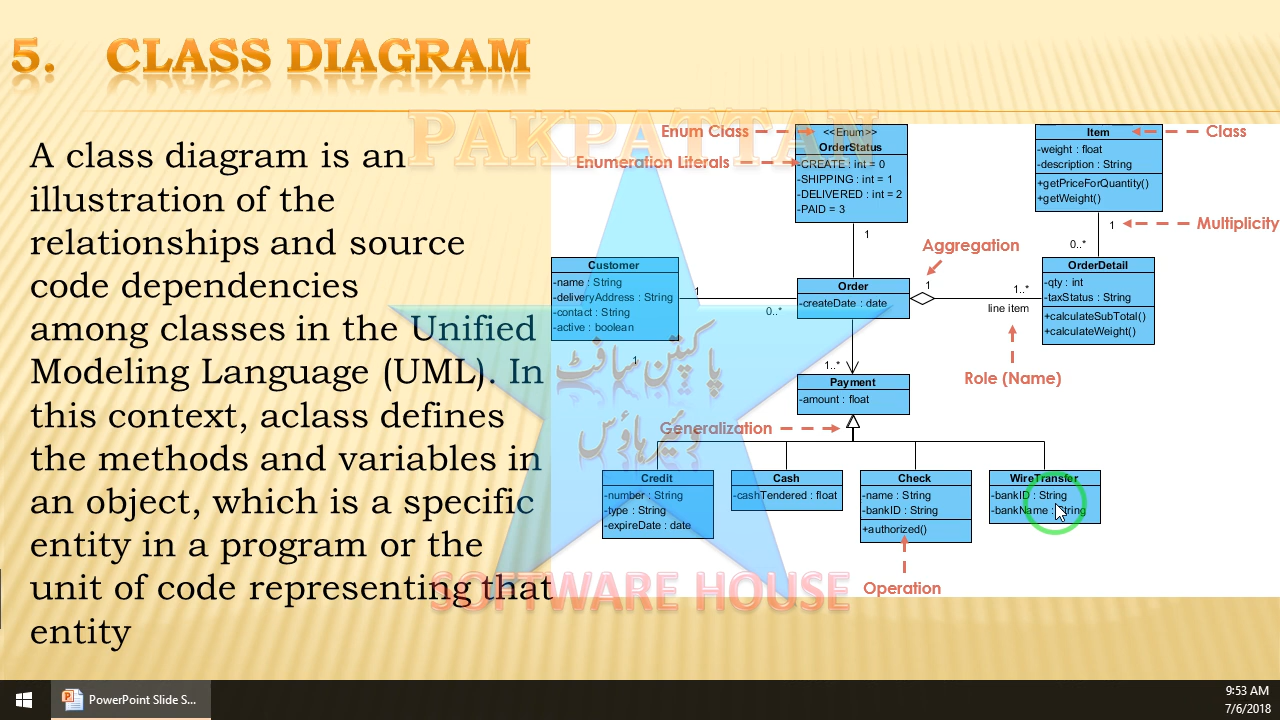 5. CLASS DIAGRAM
PAKPATTAN
A class diagram is an
illustration of the
relationships and source
code dependencies
among classes in the Unified
Modeling Language (UML). In
this context, aclass defines
the methods and variables in
an object, which is a specific
entity in a program or the
unit of code representing that
entity
Enum Class
Enumeration Literals
<<Enum>>
OrderStatus
-CREATE : int = 0
-SHIPPING : int = 1
-DELIVERED : int = 2
-PAID = 3
Item
-weight : float
-description : String
+getPriceForQuantity()
+getWeight()
Class
1
Multiplicity
0..*
1
Aggregation
Customer
-name : String
-deliveryAddress : String
-contact : String
-active : boolean
1
0..*
1
Order
-createDate : date
1
1..*
line item
OrderDetail
-qty : int
-taxStatus : String
+calculateSubTotal()
+calculateWeight()
Role (Name)
1..*
Payment
-amount : float
Generalization
پاکپتن سافٹ
وئیر ہاؤس
Credit
-number : String
-type : String
-expireDate : date
Cash
-cashTendered : float
Check
-name : String
-bankID : String
+authorized()
WireTransfer
-bankID : String
-bankName : String
Operation
SOFTWARE HOUSE
PowerPoint Slide S...
9:53 AM
7/6/2018